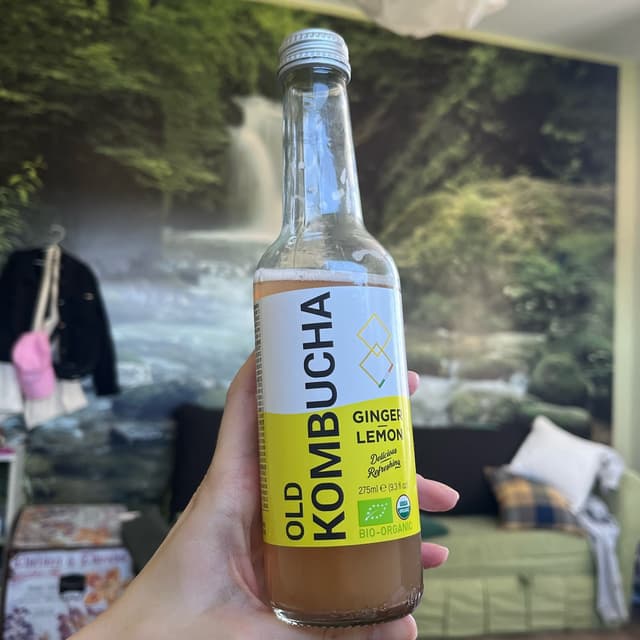 OLD
KOMBUCHA
GINGER
LEMON
Delicious
Refreshing
275ml e (9.3 fl oz)
BIO-ORGANIC